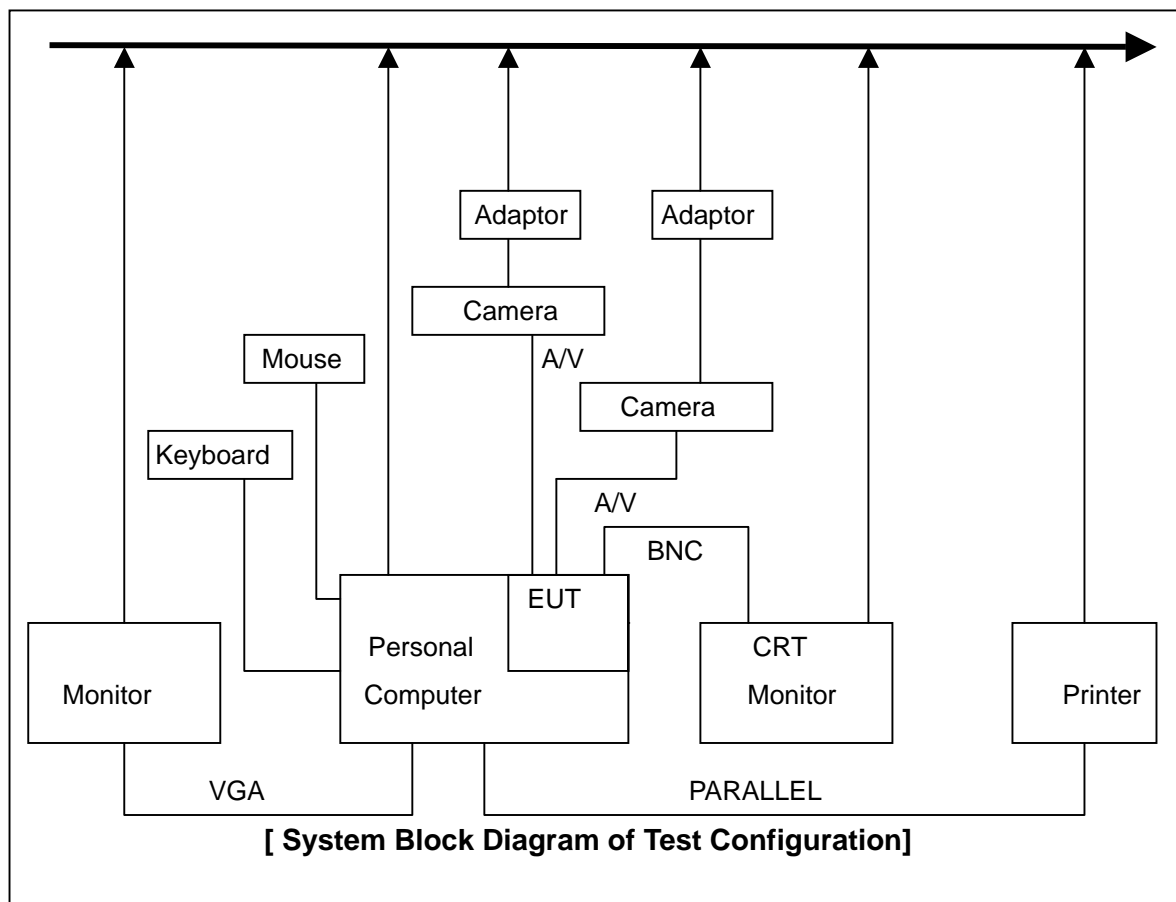 Adaptor
Adaptor
Camera
Mouse
A/V
Camera
Keyboard
A/V
BNC
EUT
Personal
Computer
CRT
Monitor
Monitor
Printer
VGA
PARALLEL
[ System Block Diagram of Test Configuration]